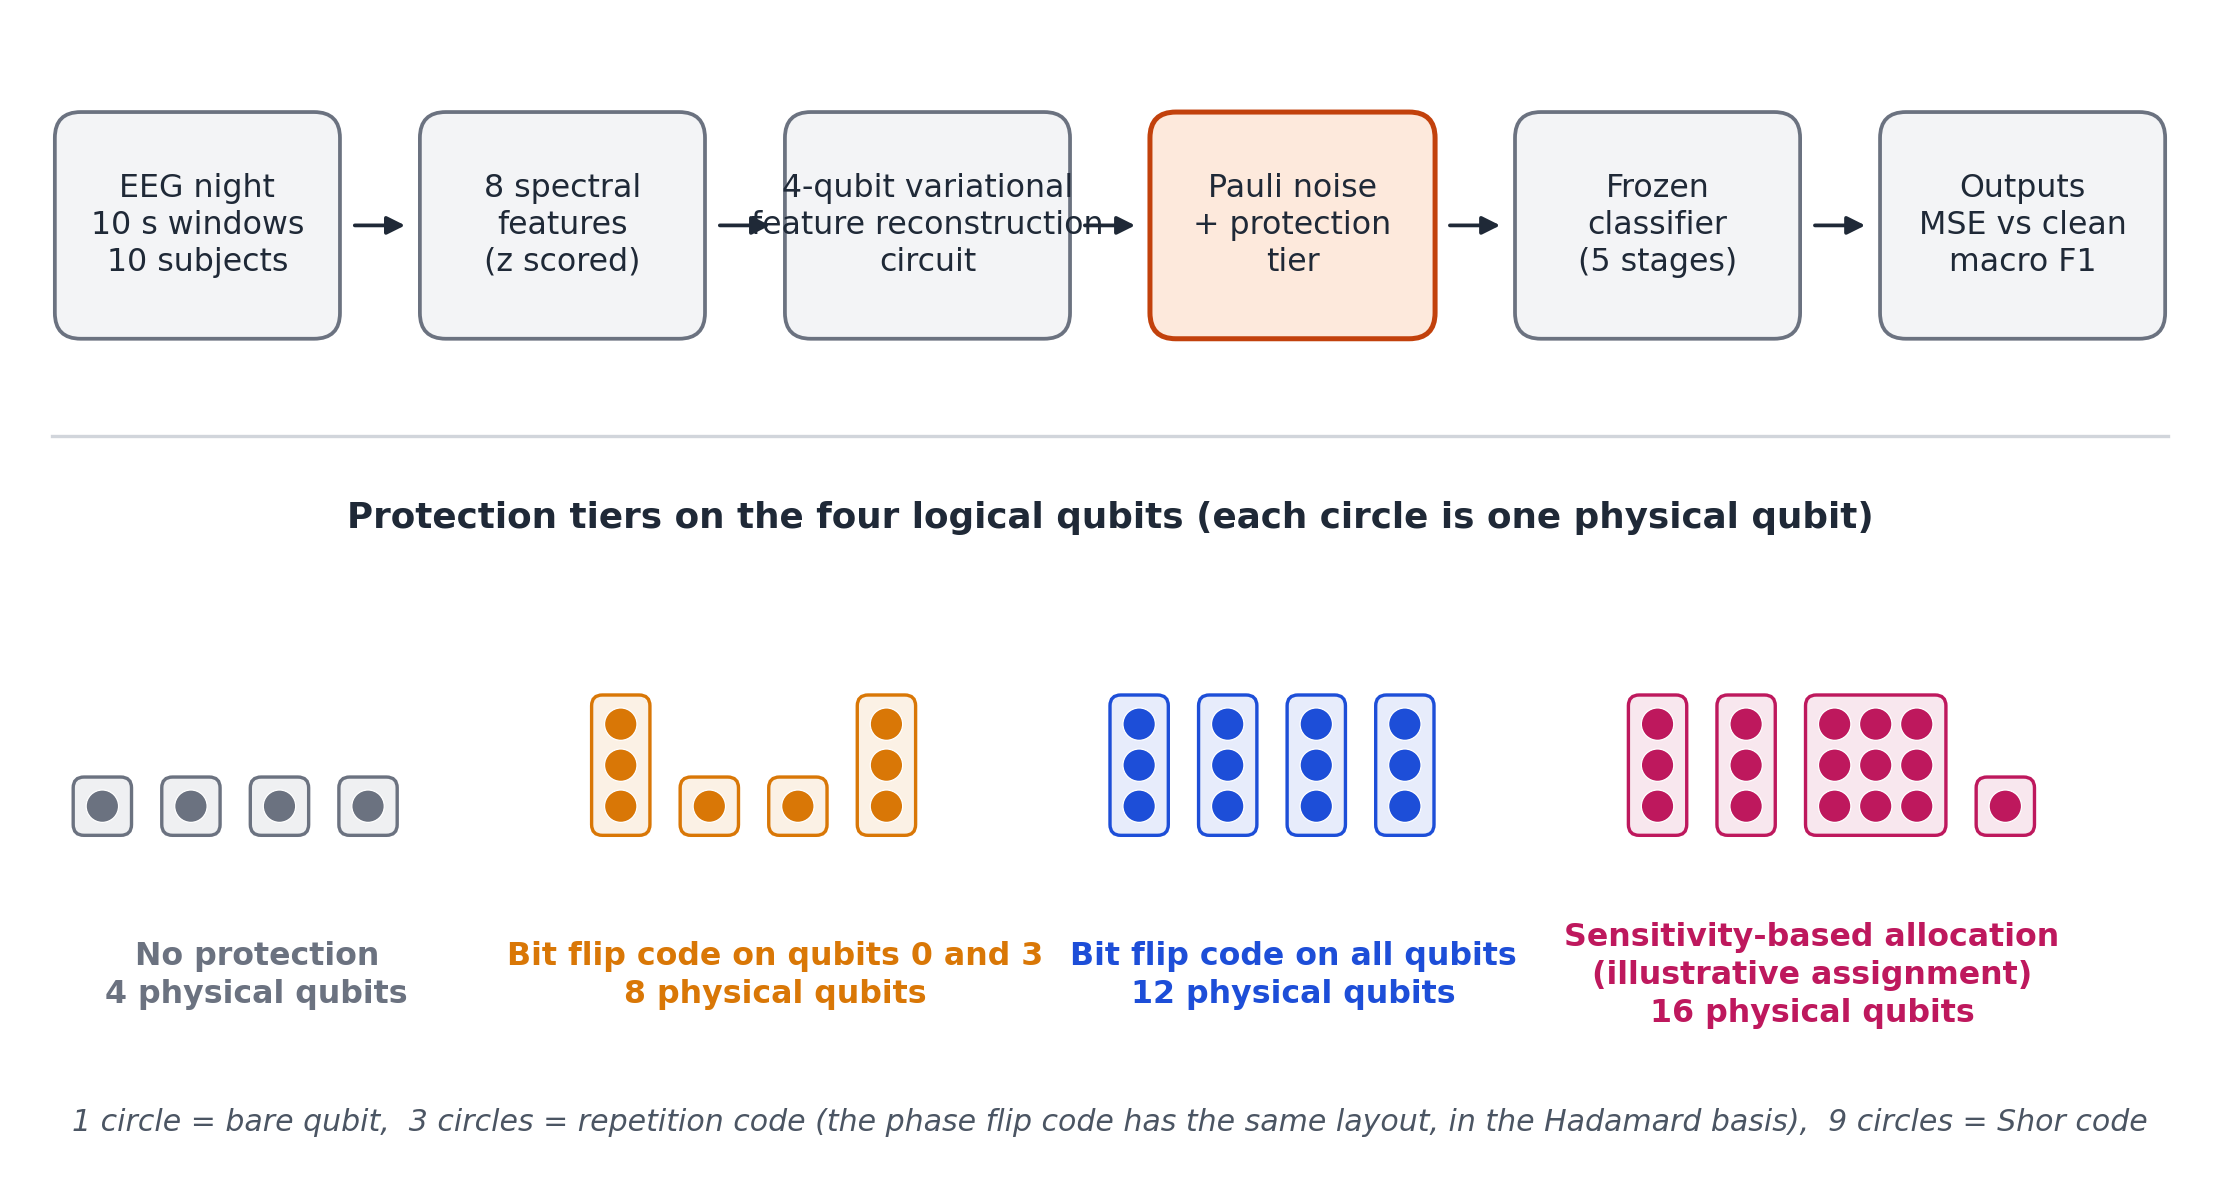 EEG night
10 s windows
10 subjects
8 spectral
features
(z scored)
4-qubit variational
feature reconstruction
circuit
Pauli noise
+ protection
tier
Frozen
classifier
(5 stages)
Outputs
MSE vs clean
macro F1
Protection tiers on the four logical qubits (each circle is one physical qubit)
No protection
4 physical qubits
Bit flip code on qubits 0 and 3
8 physical qubits
Bit flip code on all qubits
12 physical qubits
Sensitivity-based allocation
(illustrative assignment)
16 physical qubits
1 circle = bare qubit,  3 circles = repetition code (the phase flip code has the same layout, in the Hadamard basis),  9 circles = Shor code